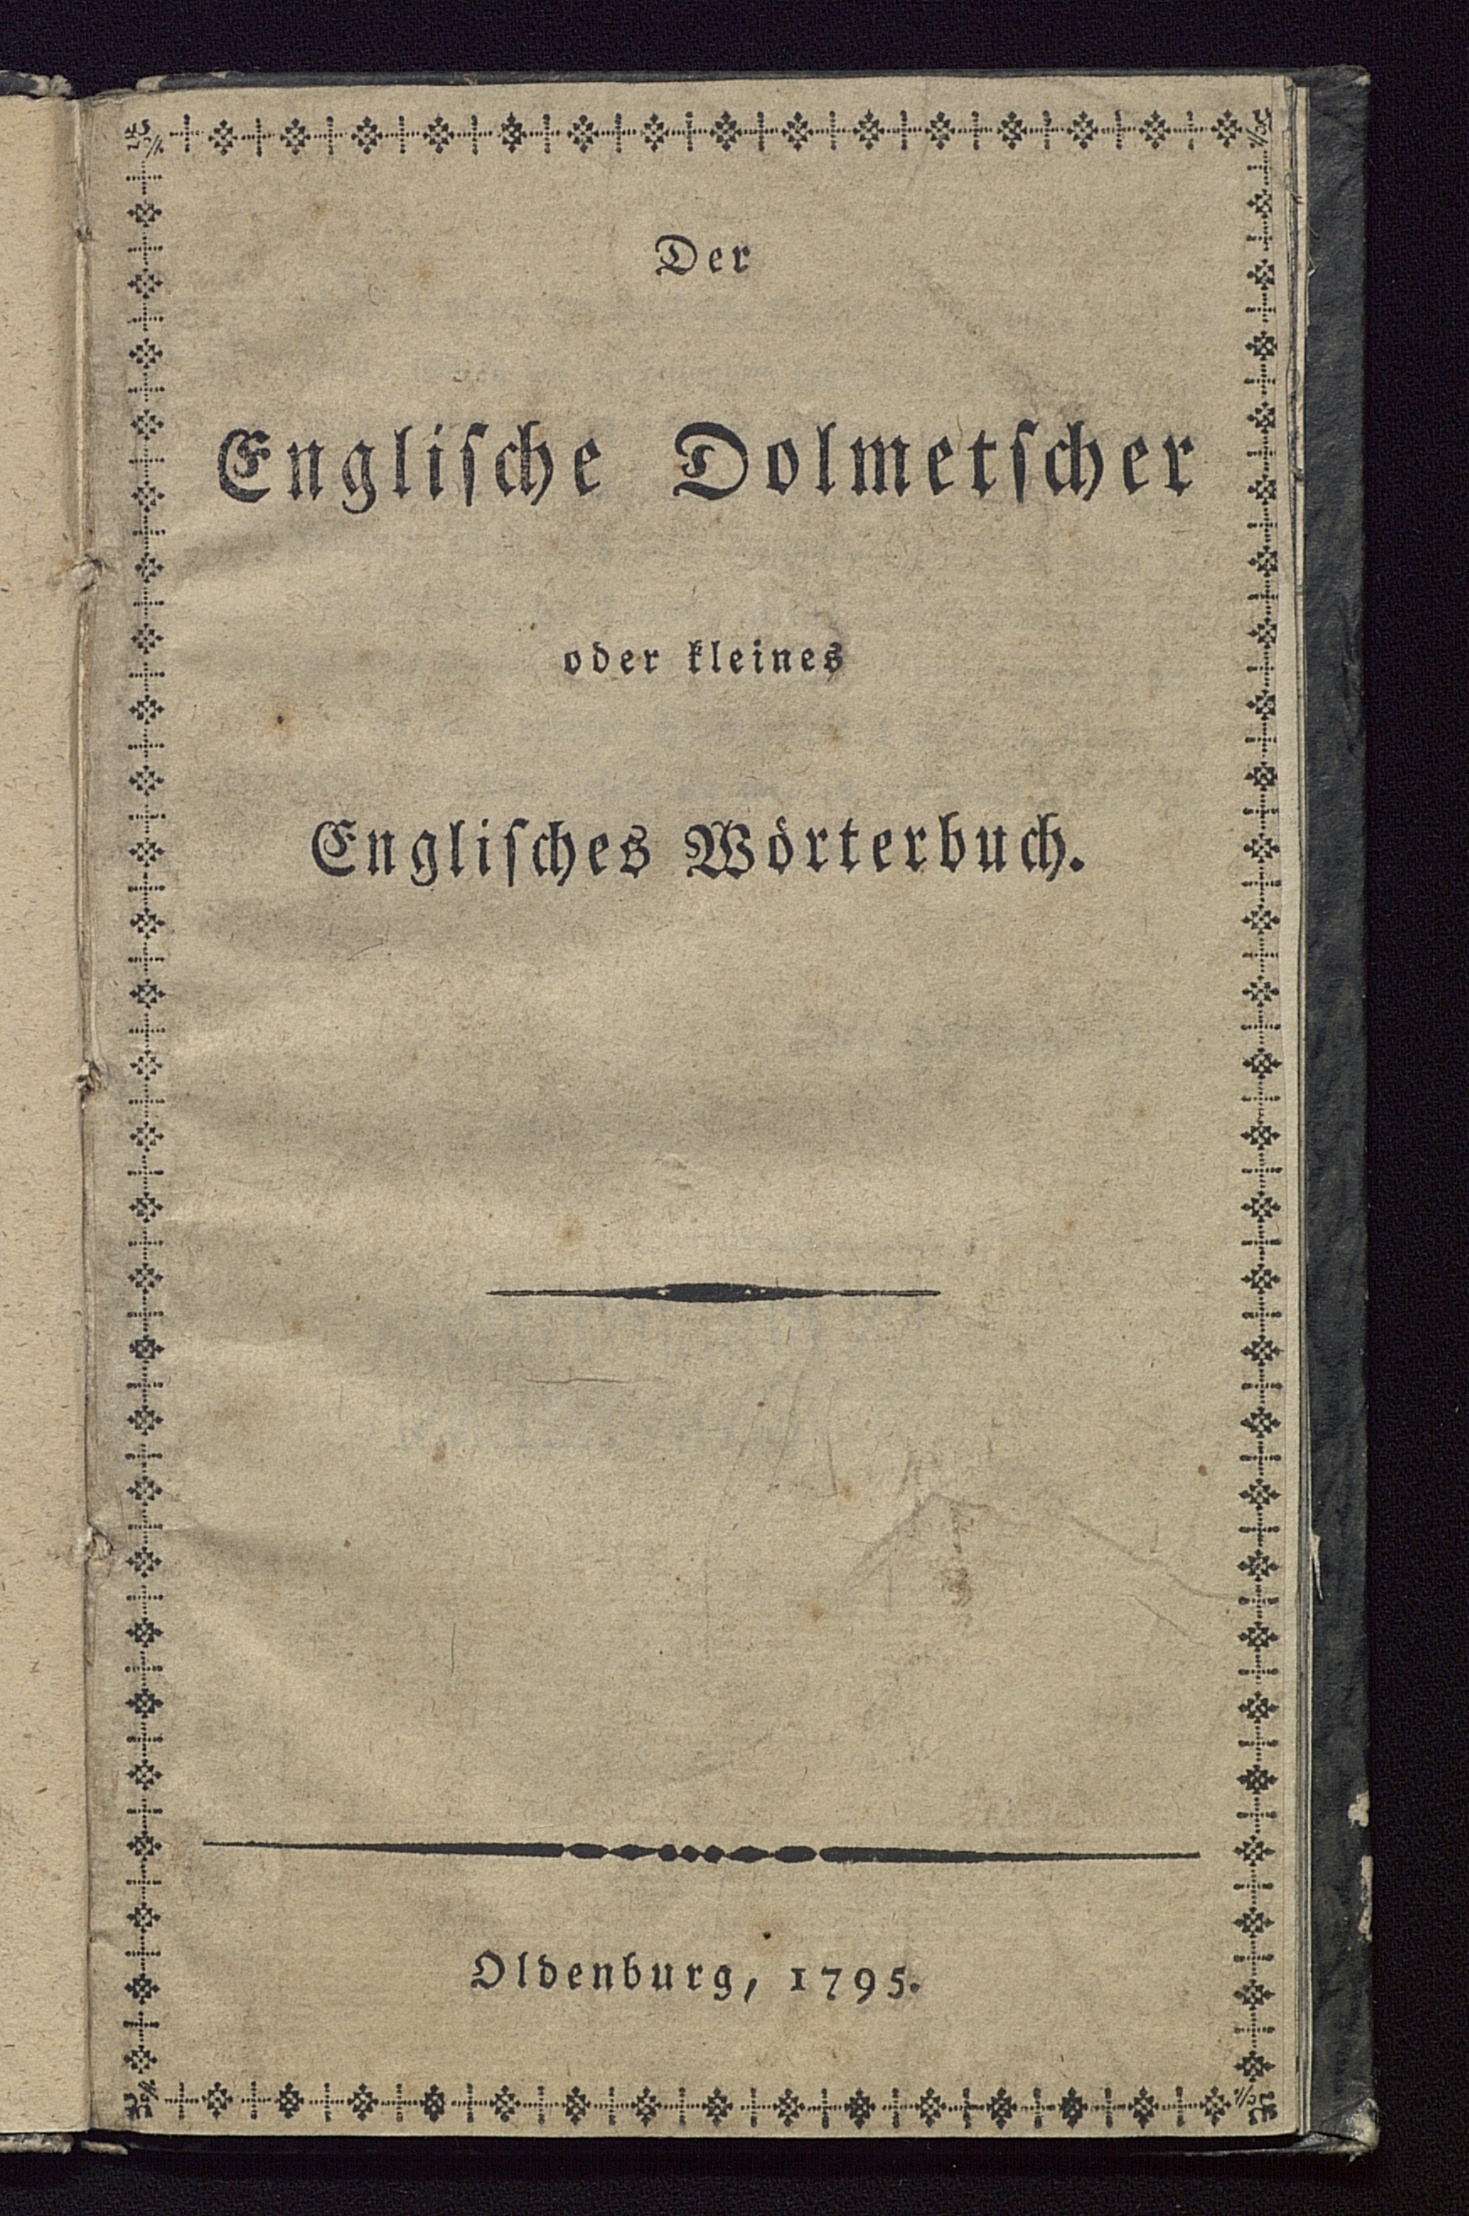 Der
Engliſche Dolmetſcher
oder kleines
Engliſches Wörterbuch.
Oldenburg, 1795.